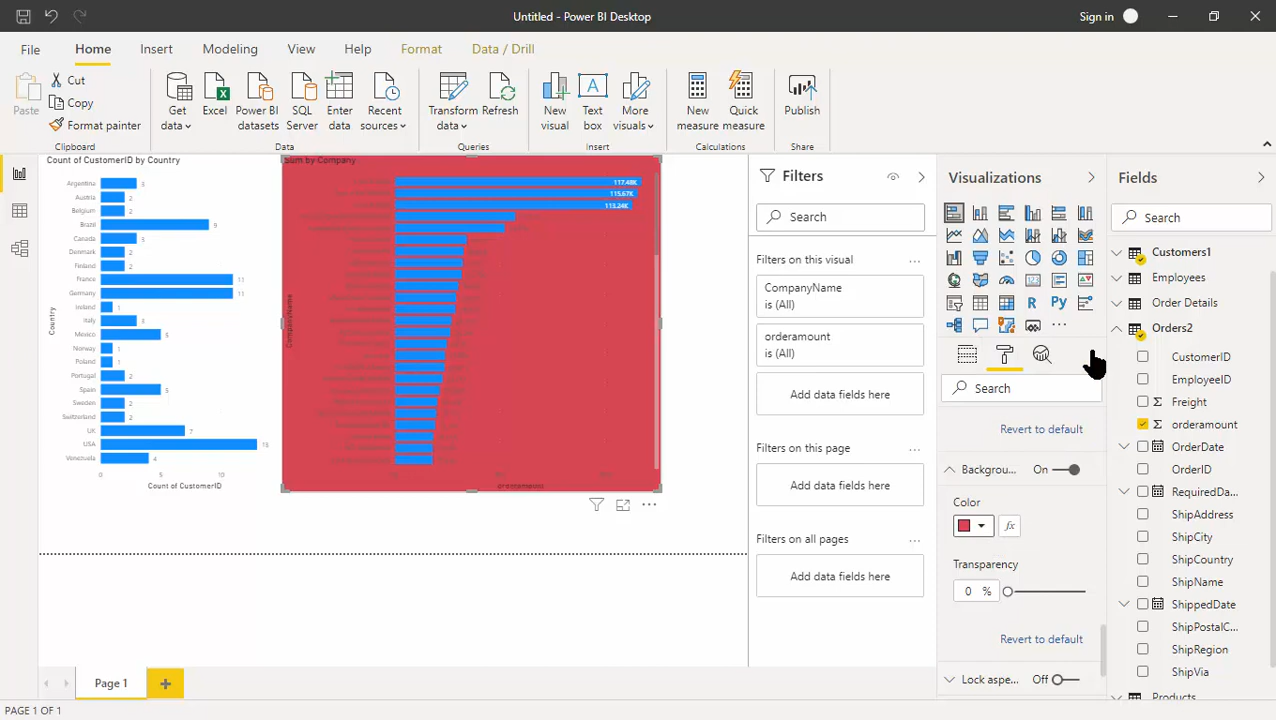 Untitled - Power BI Desktop
Sign in
File
Home
Insert
Modeling
View
Help
Format
Data / Drill
Paste
Cut
Copy
Format painter
Clipboard
Get data
Excel
Power BI datasets
SQL Server
Enter data
Recent sources
Data
Transform data
Refresh
Queries
New visual
Text box
More visuals
Insert
New measure
Quick measure
Calculations
Publish
Share
Count of CustomerID by Country
Argentina 3
Austria 2
Belgium 2
Brazil 9
Canada 3
Denmark 2
Finland 2
France 11
Germany 11
Ireland 1
Italy 3
Mexico 5
Norway 1
Poland 1
Portugal 2
Spain 5
Sweden 2
Switzerland 2
UK 7
USA 13
Venezuela 4
0 5 10
Country
Count of CustomerID
Sum by Company
117.48K
115.67K
113.24K
CompanyName
orderamount
Filters
Search
Filters on this visual ...
CompanyName
is (All)
orderamount
is (All)
Add data fields here
Filters on this page ...
Add data fields here
Filters on all pages ...
Add data fields here
Visualizations
R
Py
...
Search
Revert to default
Backgrou... On
Color
fx
Transparency
0 %
Revert to default
Lock aspe... Off
Fields
Search
Customers1
Employees
Order Details
Orders2
CustomerID
EmployeeID
Freight
orderamount
OrderDate
OrderID
RequiredDa...
ShipAddress
ShipCity
ShipCountry
ShipName
ShippedDate
ShipPostalC...
ShipRegion
ShipVia
Products
Page 1
PAGE 1 OF 1